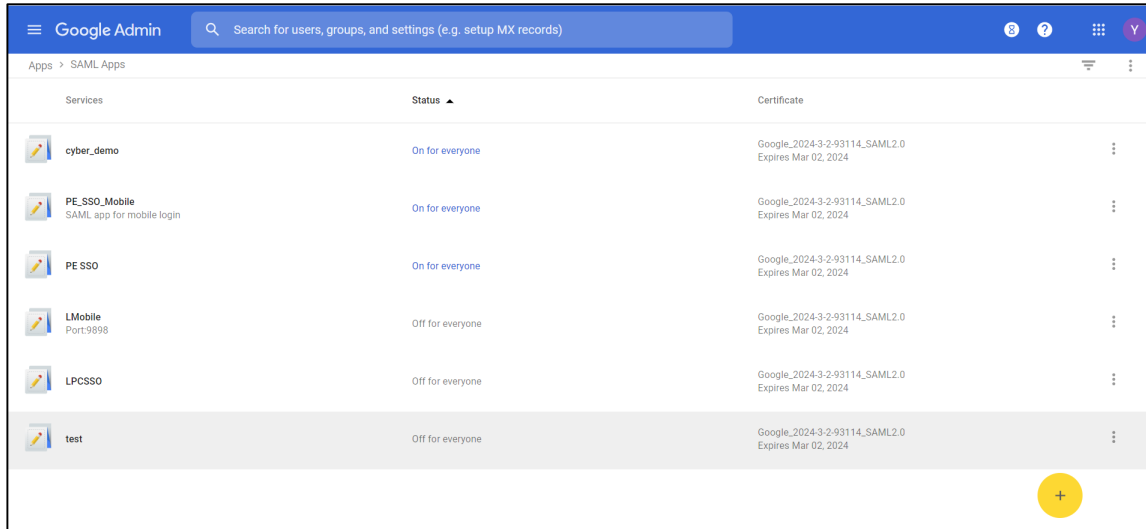 Google Admin
Search for users, groups, and settings (e.g. setup MX records)
Y
Apps > SAML Apps
Services Status Certificate
cyber_demo On for everyone Google_2024-3-2-93114_SAML2.0
Expires Mar 02, 2024
PE_SSO_Mobile On for everyone Google_2024-3-2-93114_SAML2.0
SAML app for mobile login Expires Mar 02, 2024
PE SSO On for everyone Google_2024-3-2-93114_SAML2.0
Expires Mar 02, 2024
LMobile Off for everyone Google_2024-3-2-93114_SAML2.0
Port:9898 Expires Mar 02, 2024
LPCSSO Off for everyone Google_2024-3-2-93114_SAML2.0
Expires Mar 02, 2024
test Off for everyone Google_2024-3-2-93114_SAML2.0
Expires Mar 02, 2024